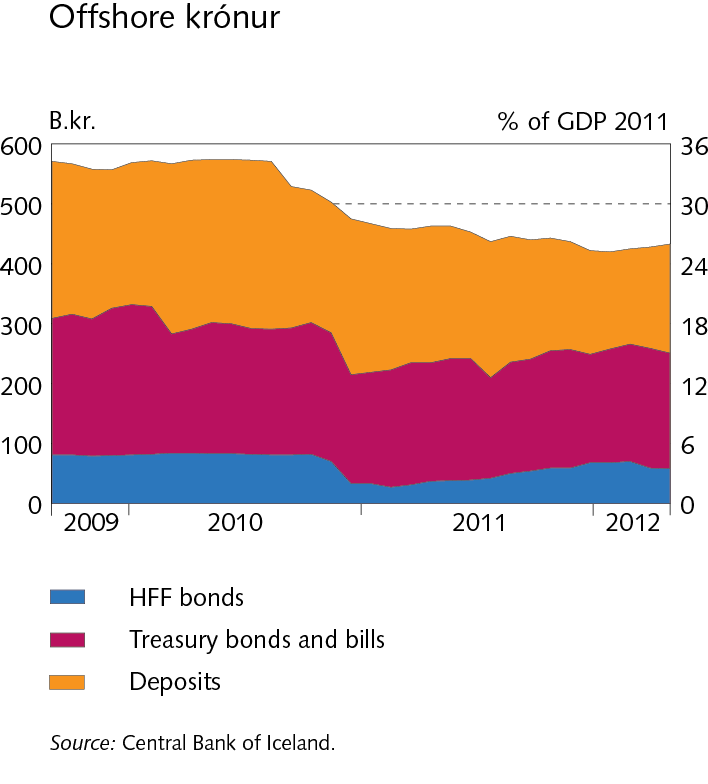 Offshore krónur
B.kr.
% of GDP 2011
600
500
400
300
200
100
0
36
30
24
18
12
6
0
2009 2010 2011 2012
HFF bonds
Treasury bonds and bills
Deposits
Source: Central Bank of Iceland.